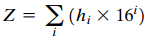 Z = ∑ (hᵢ × 16ⁱ)
i